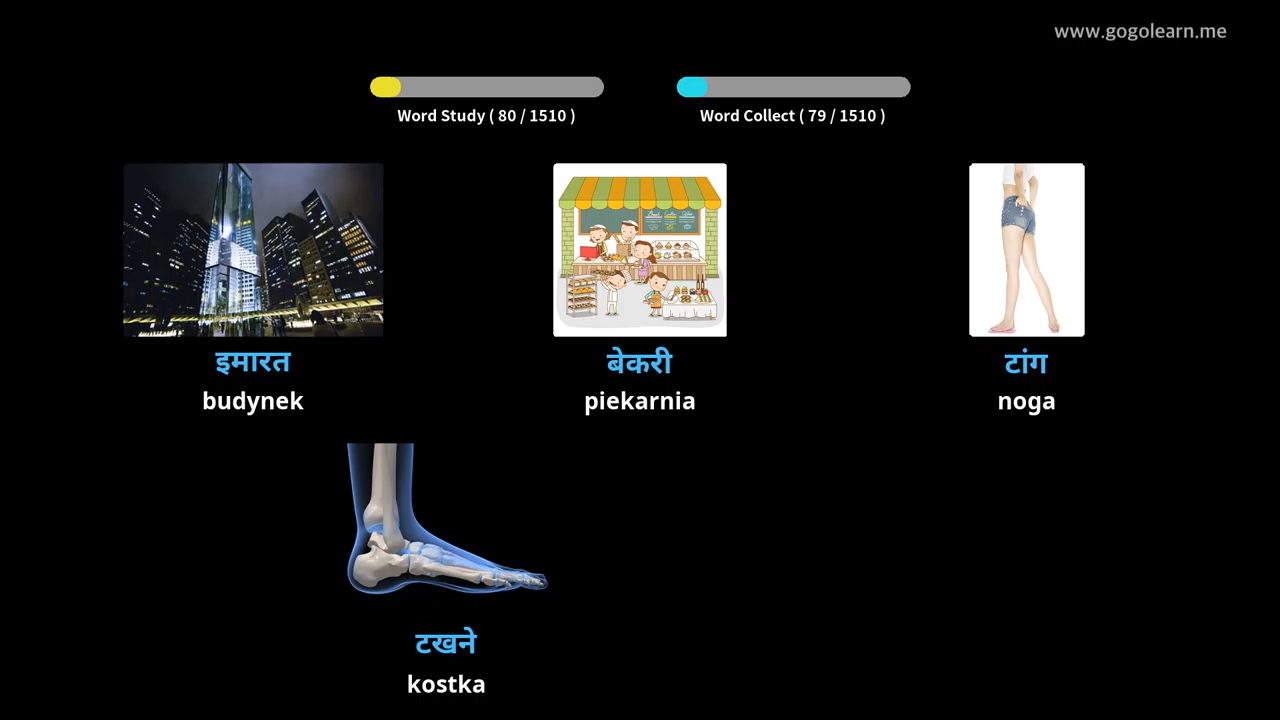 www.gogolearn.me
Word Study ( 80 / 1510 )
Word Collect ( 79 / 1510 )
इमारत
budynek
बेकरी
piekarnia
टांग
noga
टखने
kostka